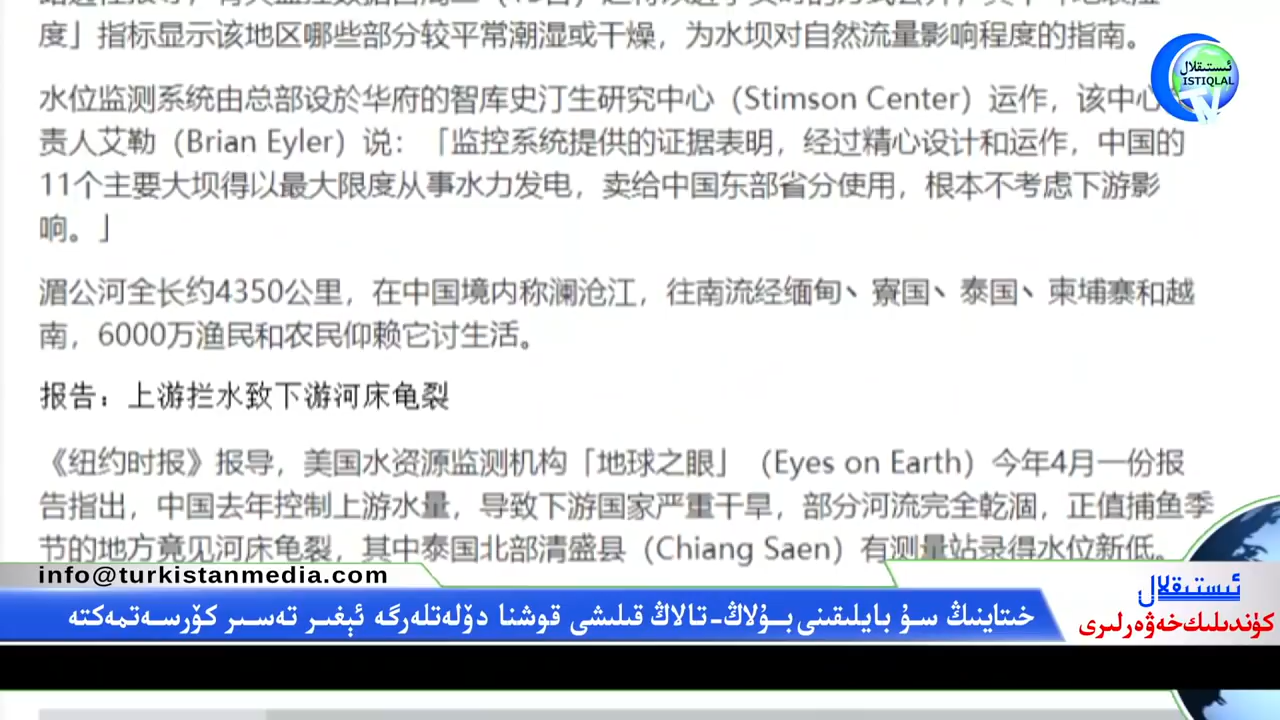 度」指标显示该地区哪些部分较平常潮湿或干燥，为水坝对自然流量影响程度的指南。
水位监测系统由总部设於华府的智库史汀生研究中心（Stimson Center）运作，该中心
责人艾勒（Brian Eyler）说：「监控系统提供的证据表明，经过精心设计和运作，中国的
11个主要大坝得以最大限度从事水力发电，卖给中国东部省分使用，根本不考虑下游影
响。」
湄公河全长约4350公里，在中国境内称澜沧江，往南流经缅甸、寮国、泰国、柬埔寨和越
南，6000万渔民和农民仰赖它讨生活。
报告：上游拦水致下游河床龟裂
《纽约时报》报导，美国水资源监测机构「地球之眼」（Eyes on Earth）今年4月一份报
告指出，中国去年控制上游水量，导致下游国家严重干旱，部分河流完全乾涸，正值捕鱼季
节的地方竟见河床龟裂，其中泰国北部清盛县（Chiang Saen）有测量站录得水位新低。
ئىستىقلال
ISTIQLAL
TV
info@turkistanmedia.com
خىتاينىڭ سۇ بايلىقىنى بۇلاڭ-تالاڭ قىلىشى قوشنا دۆلەتلەرگە ئېغىر تەسىر كۆرسەتمەكتە
ئىستىقلال
كۈندىلىك خەۋەرلىرى